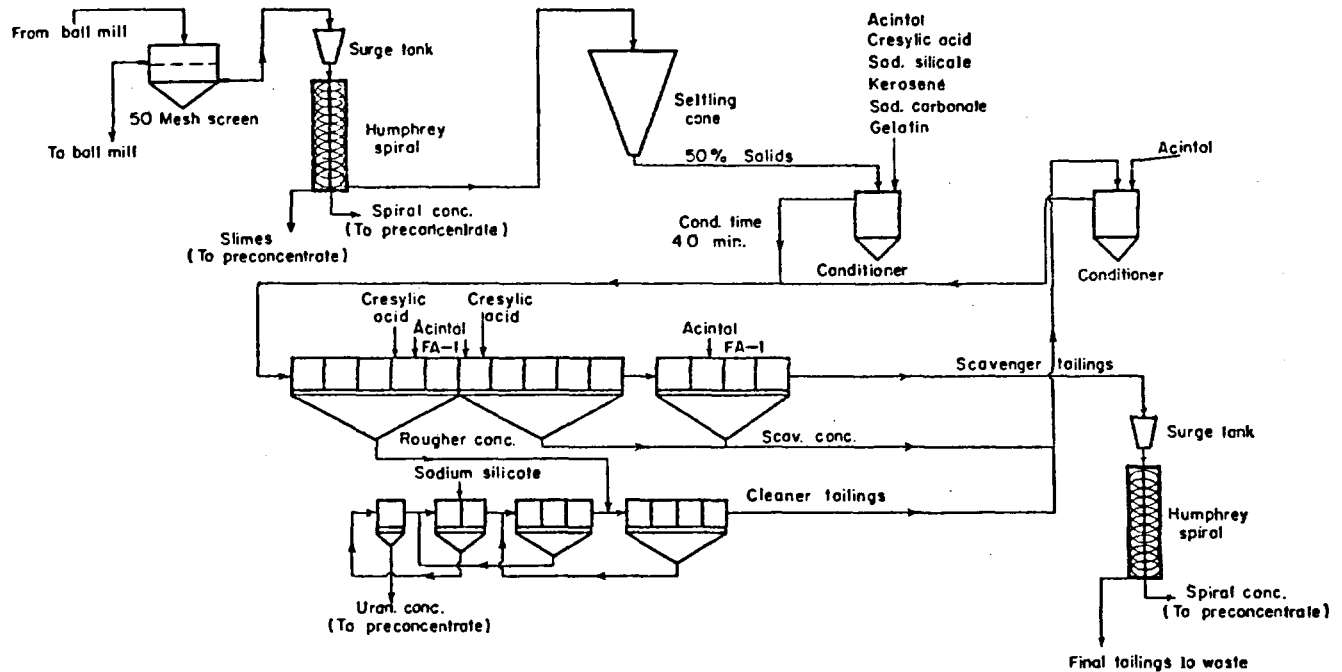 From ball mill
Surge tank
50 Mesh screen
To ball mill
Humphrey
spiral
Spiral conc.
(To preconcentrate)
Slimes
(To preconcentrate)
Settling
cone
50% Solids
Acintol
Cresylic acid
Sod. silicate
Kerosene
Sod. carbonate
Gelatin
Acintol
Cond. time
40 min.
Conditioner
Conditioner
Cresylic
acid
Acintol
FA-1
Cresylic
acid
Acintol
FA-1
Scavenger tailings
Rougher conc.
Scav. conc.
Surge tank
Sodium silicate
Cleaner tailings
Humphrey
spiral
Uran. conc.
(To preconcentrate)
Spiral conc.
(To preconcentrate)
Final tailings to waste